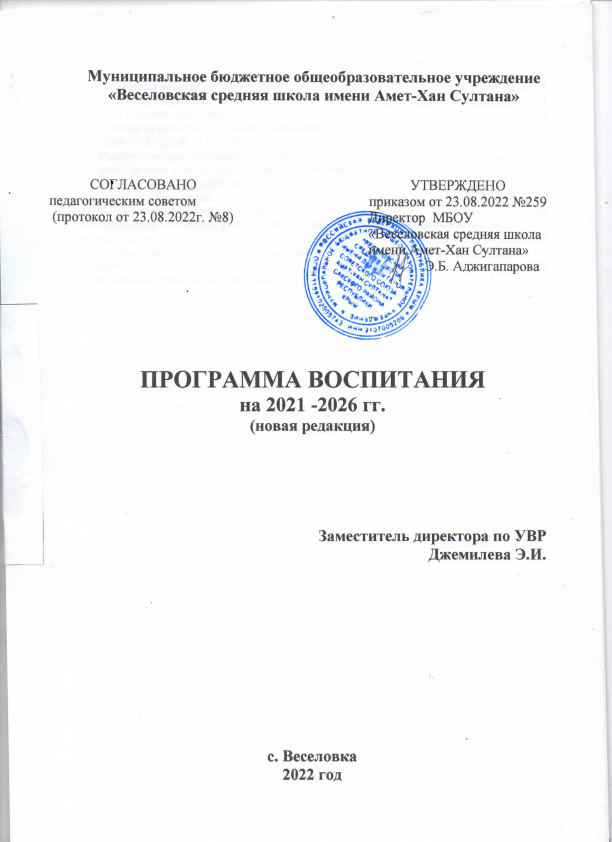 Муниципальное бюджетное общеобразовательное учреждение
«Веселовская средняя школа имени Амет-Хан Султана»
СОГЛАСОВАНО
педагогическим советом
(протокол от 23.08.2022г. №8)
УТВЕРЖДЕНО
приказом от 23.08.2022 №259
Директор МБОУ
«Веселовская средняя школа
имени Амет-Хан Султана»
Э.Б. Аджигапарова
ПРОГРАММА ВОСПИТАНИЯ
на 2021 -2026 гг.
(новая редакция)
Заместитель директора по УВР
Джемилева Э.И.
с. Веселовка
2022 год